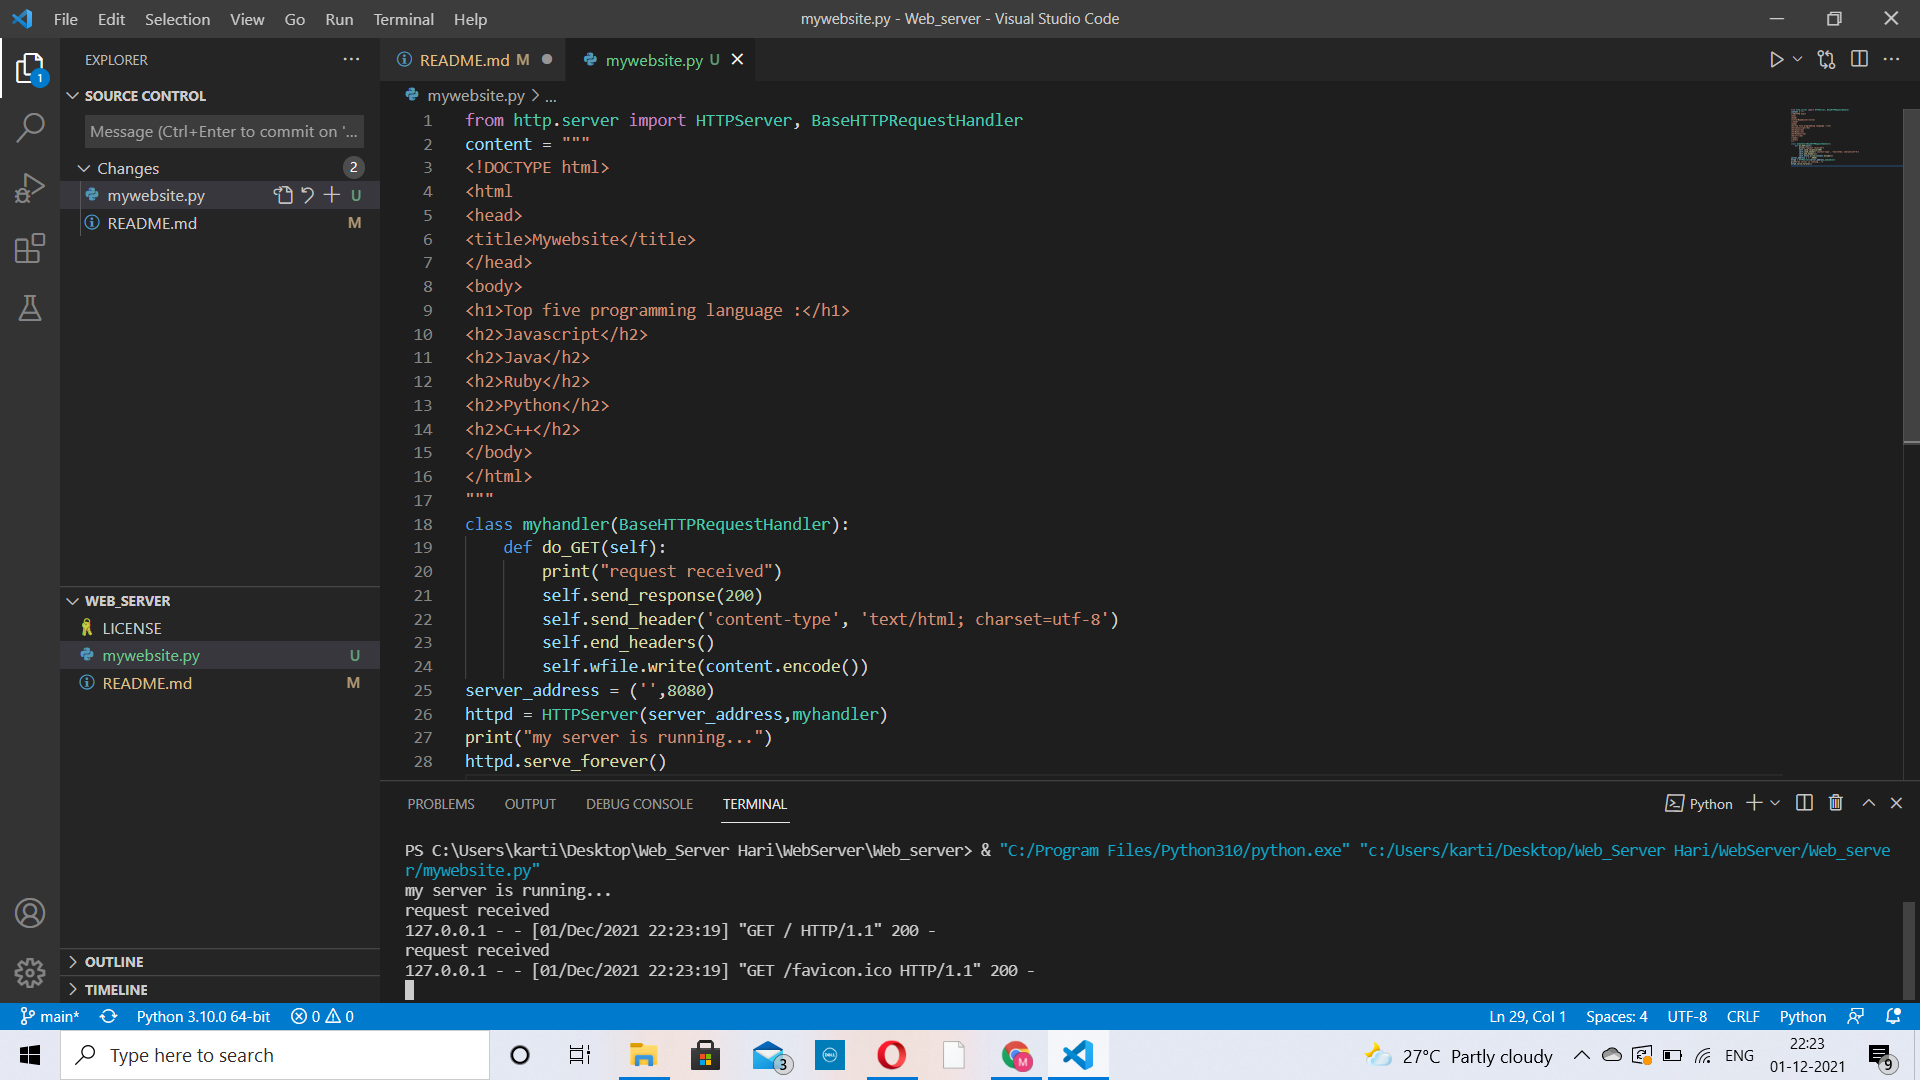 File Edit Selection View Go Run Terminal Help
mywebsite.py - Web_server - Visual Studio Code
EXPLORER
SOURCE CONTROL
Message (Ctrl+Enter to commit on '...
Changes 2
mywebsite.py U
README.md M
WEB_SERVER
LICENSE
mywebsite.py U
README.md M
OUTLINE
TIMELINE
1
README.md M
mywebsite.py U
mywebsite.py > ...
1 from http.server import HTTPServer, BaseHTTPRequestHandler
2 content = """
3 <!DOCTYPE html>
4 <html
5 <head>
6 <title>Mywebsite</title>
7 </head>
8 <body>
9 <h1>Top five programming language :</h1>
10 <h2>Javascript</h2>
11 <h2>Java</h2>
12 <h2>Ruby</h2>
13 <h2>Python</h2>
14 <h2>C++</h2>
15 </body>
16 </html>
17 """
18 class myhandler(BaseHTTPRequestHandler):
19 def do_GET(self):
20 print("request received")
21 self.send_response(200)
22 self.send_header('content-type', 'text/html; charset=utf-8')
23 self.end_headers()
24 self.wfile.write(content.encode())
25 server_address = ('',8080)
26 httpd = HTTPServer(server_address,myhandler)
27 print("my server is running...")
28 httpd.serve_forever()
PROBLEMS OUTPUT DEBUG CONSOLE TERMINAL
Python
PS C:\Users\karti\Desktop\Web_Server Hari\WebServer\Web_server> & "C:/Program Files/Python310/python.exe" "c:/Users/karti/Desktop/Web_Server Hari/WebServer/Web_serve
r/mywebsite.py"
my server is running...
request received
127.0.0.1 - - [01/Dec/2021 22:23:19] "GET / HTTP/1.1" 200 -
request received
127.0.0.1 - - [01/Dec/2021 22:23:19] "GET /favicon.ico HTTP/1.1" 200 -
main* Python 3.10.0 64-bit 0 0
Ln 29, Col 1 Spaces: 4 UTF-8 CRLF Python
Type here to search
3
DELL
M
27°C Partly cloudy
ENG
22:23
01-12-2021
9